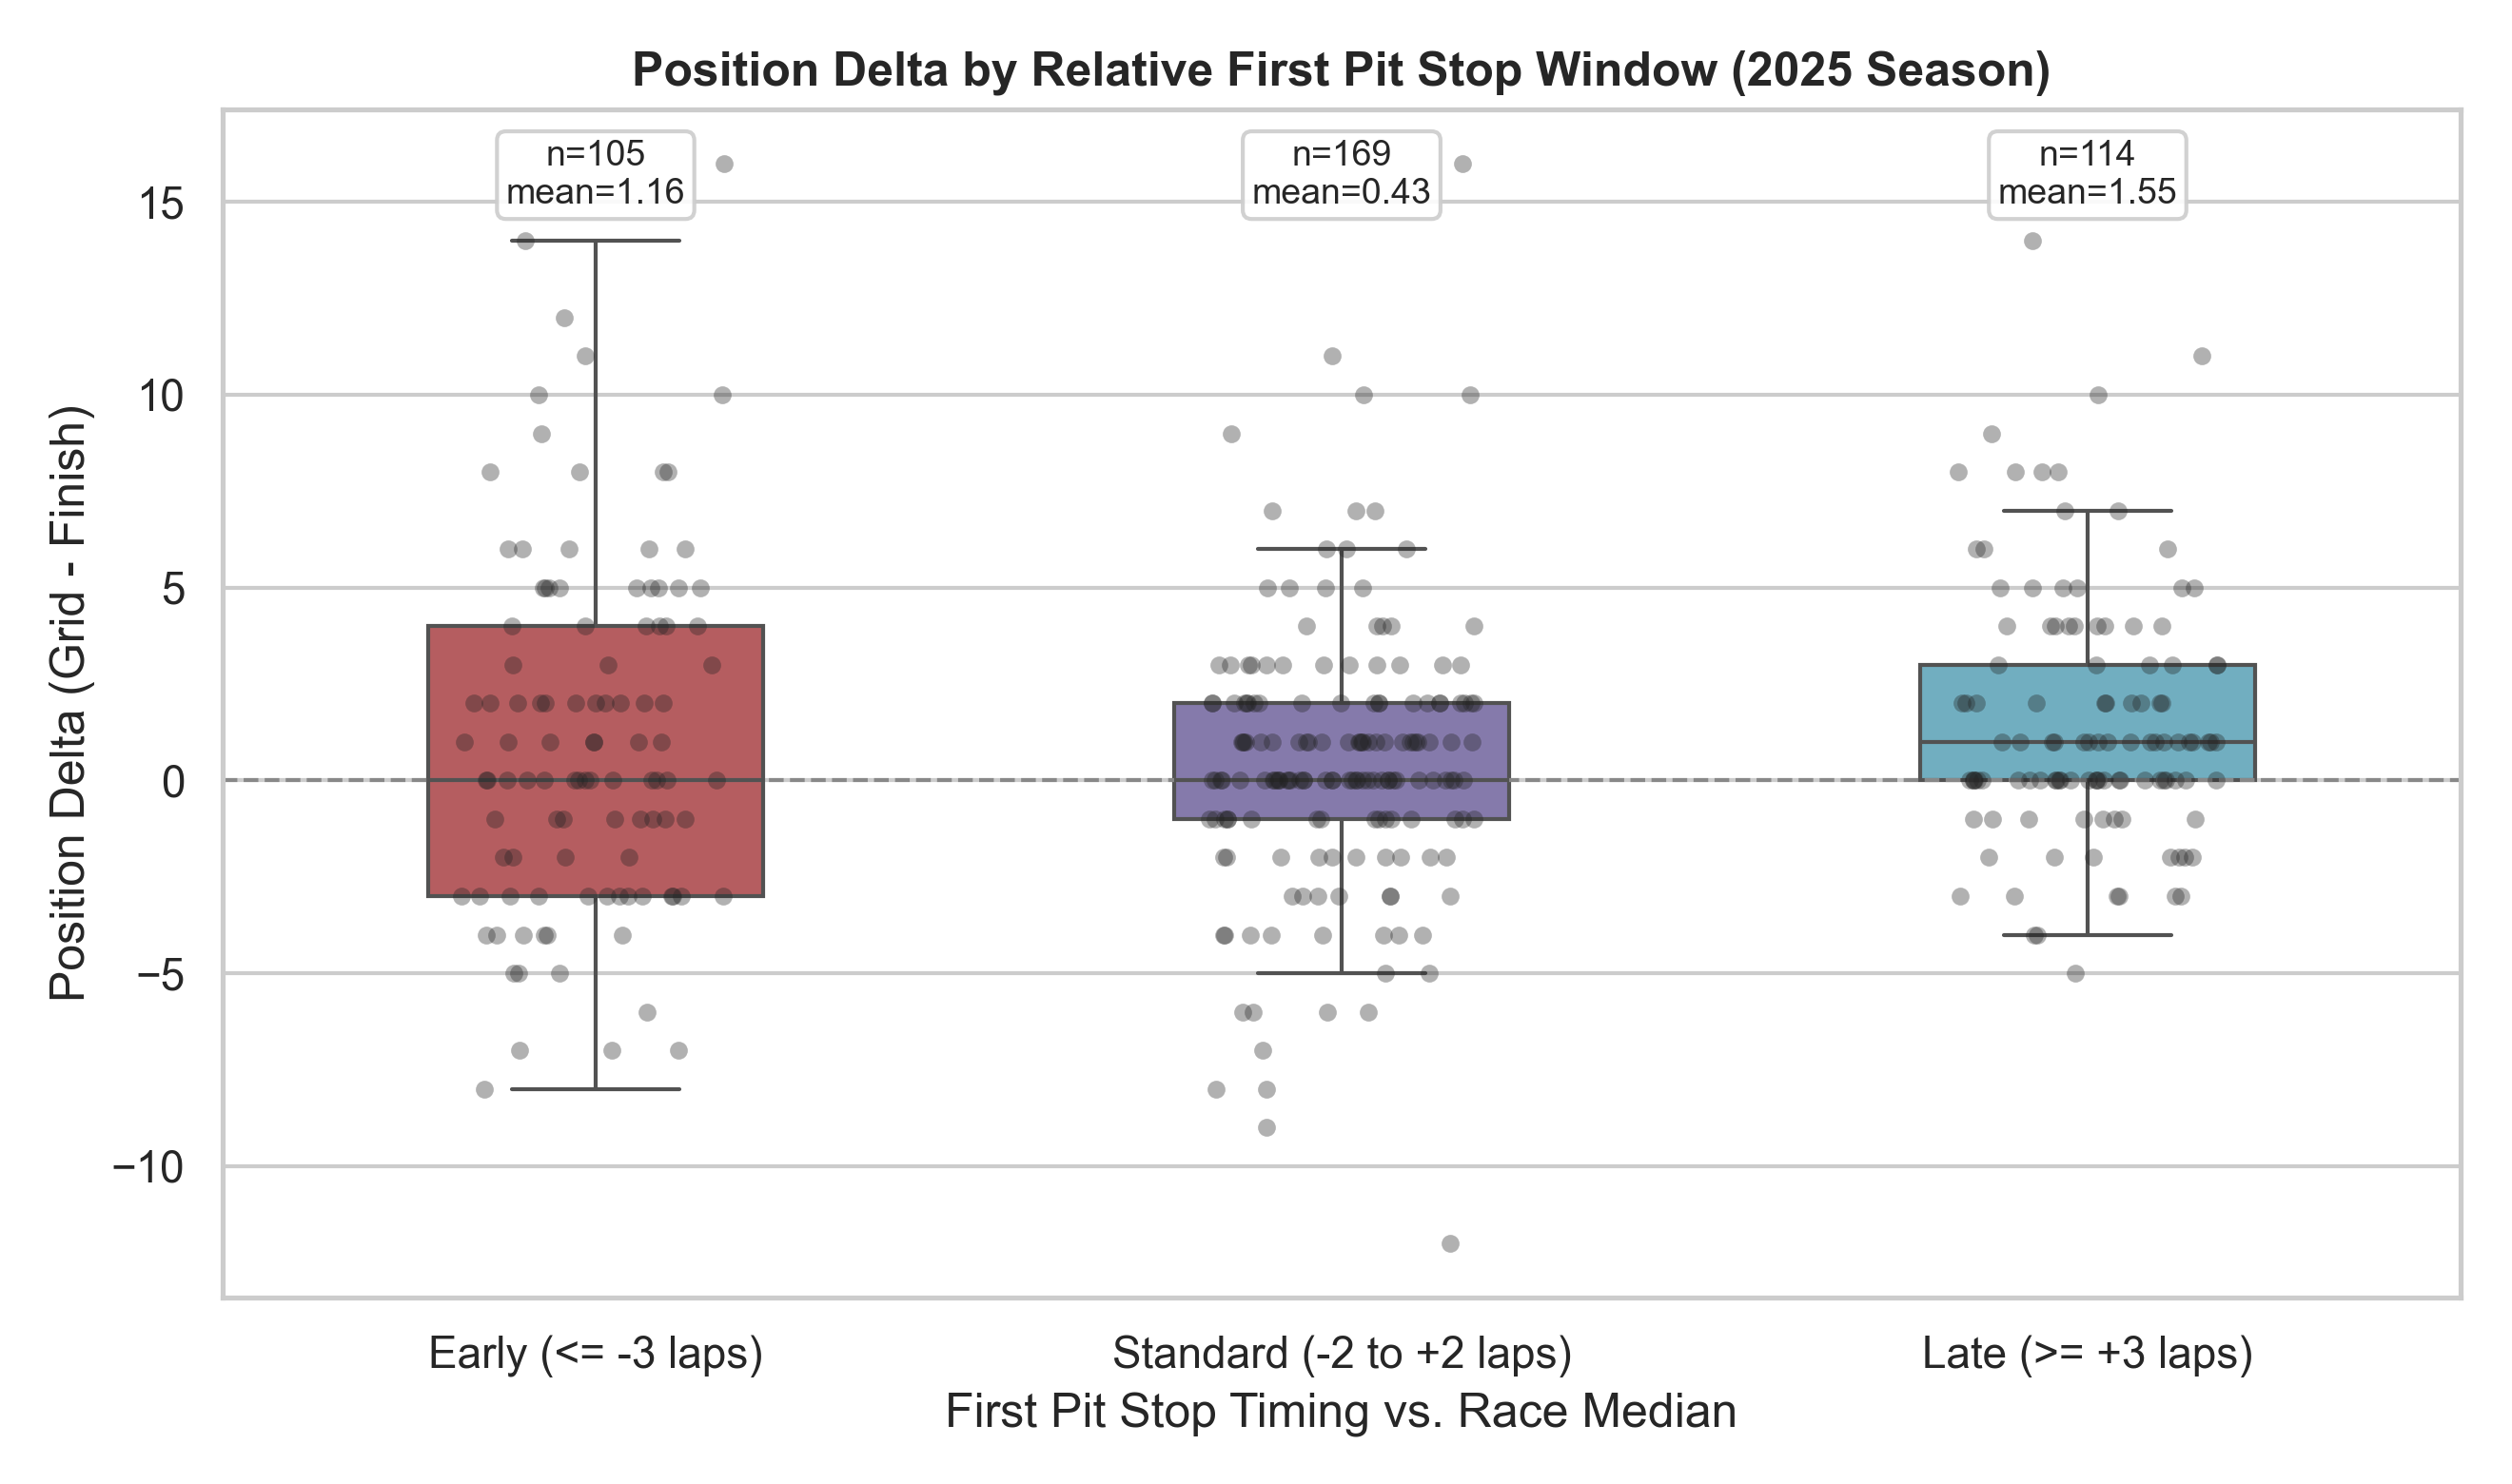 Position Delta by Relative First Pit Stop Window (2025 Season)
n=105
mean=1.16
n=169
mean=0.43
n=114
mean=1.55
Position Delta (Grid - Finish)
15
10
5
0
−5
−10
Early (<= -3 laps)
Standard (-2 to +2 laps)
Late (>= +3 laps)
First Pit Stop Timing vs. Race Median